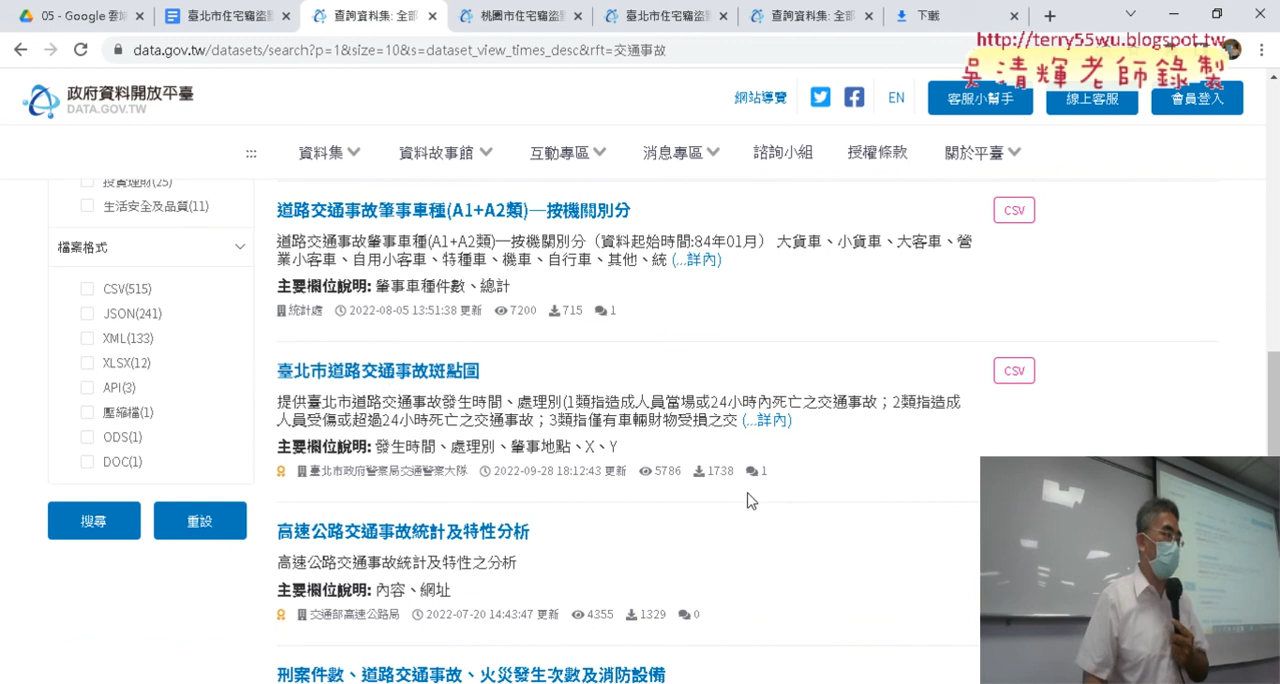 05 - Google 雲端
臺北市住宅竊盜點
查詢資料集: 全部
桃園市住宅竊盜
臺北市住宅竊盜
查詢資料集: 全部
下載
data.gov.tw/datasets/search?p=1&size=10&s=dataset_view_times_desc&rft=交通事故
http://terry55wu.blogspot.tw
吳清輝老師錄製
政府資料開放平臺
DATA.GOV.TW
網站導覽
EN
客服小幫手
線上客服
會員登入
:::
資料集
資料故事館
互動專區
消息專區
諮詢小組
授權條款
關於平臺
投資理財(25)
生活安全及品質(11)
檔案格式
CSV(515)
JSON(241)
XML(133)
XLSX(12)
API(3)
壓縮檔(1)
ODS(1)
DOC(1)
搜尋
重設
道路交通事故肇事車種(A1+A2類)—按機關別分
CSV
道路交通事故肇事車種(A1+A2類)—按機關別分（資料起始時間:84年01月） 大貨車、小貨車、大客車、營
業小客車、自用小客車、特種車、機車、自行車、其他、統 (...詳內)
主要欄位說明: 肇事車種件數、總計
統計處 2022-08-05 13:51:38 更新 7200 715 1
臺北市道路交通事故斑點圖
CSV
提供臺北市道路交通事故發生時間、處理別(1類指造成人員當場或24小時內死亡之交通事故；2類指造成
人員受傷或超過24小時死亡之交通事故；3類指僅有車輛財物受損之交 (...詳內)
主要欄位說明: 發生時間、處理別、肇事地點、X、Y
臺北市政府警察局交通警察大隊 2022-09-28 18:12:43 更新 5786 1738 1
高速公路交通事故統計及特性分析
高速公路交通事故統計及特性之分析
主要欄位說明: 內容、網址
交通部高速公路局 2022-07-20 14:43:47 更新 4355 1329 0
刑案件數、道路交通事故、火災發生次數及消防設備